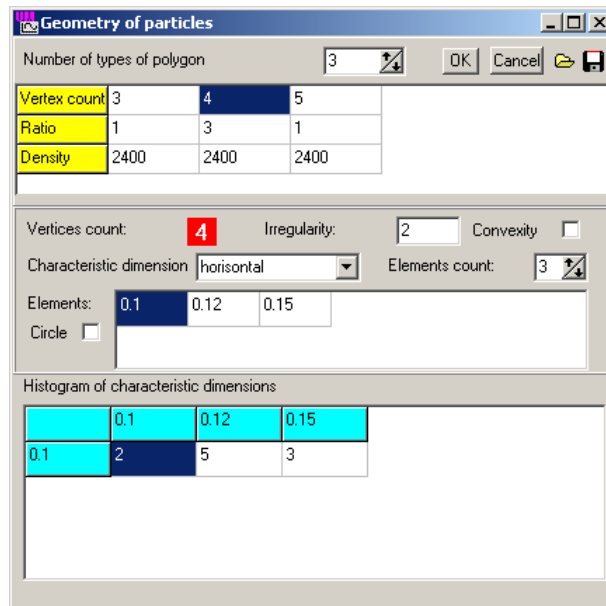 Geometry of particles
Number of types of polygon 3 OK Cancel
Vertex count 3 4 5
Ratio 1 3 1
Density 2400 2400 2400
Vertices count: 4 Irregularity: 2 Convexity
Characteristic dimension horisontal Elements count: 3
Elements: 0.1 0.12 0.15
Circle
Histogram of characteristic dimensions
0.1 0.12 0.15
0.1 2 5 3